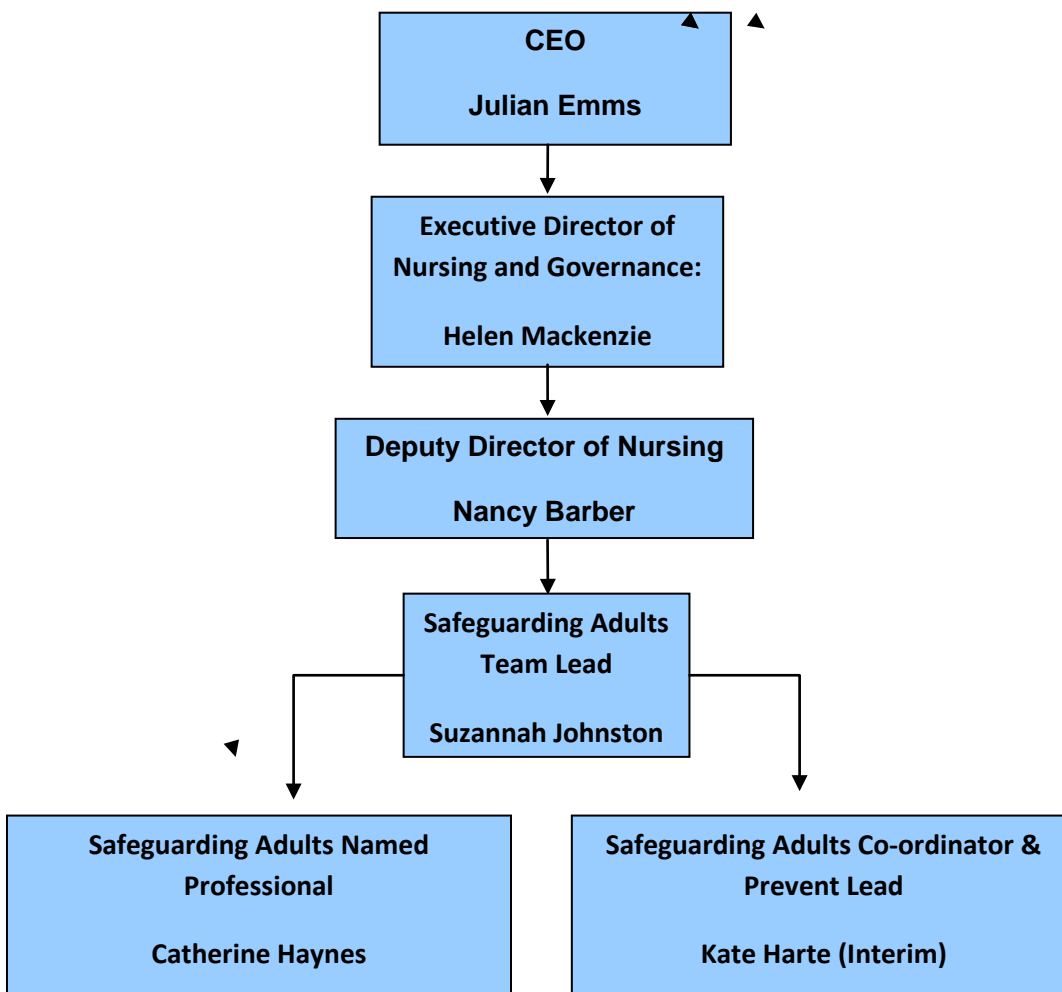 CEO
Julian Emms
Executive Director of
Nursing and Governance:
Helen Mackenzie
Deputy Director of Nursing
Nancy Barber
Safeguarding Adults
Team Lead
Suzannah Johnston
Safeguarding Adults Named
Professional
Catherine Haynes
Safeguarding Adults Co-ordinator &
Prevent Lead
Kate Harte (Interim)